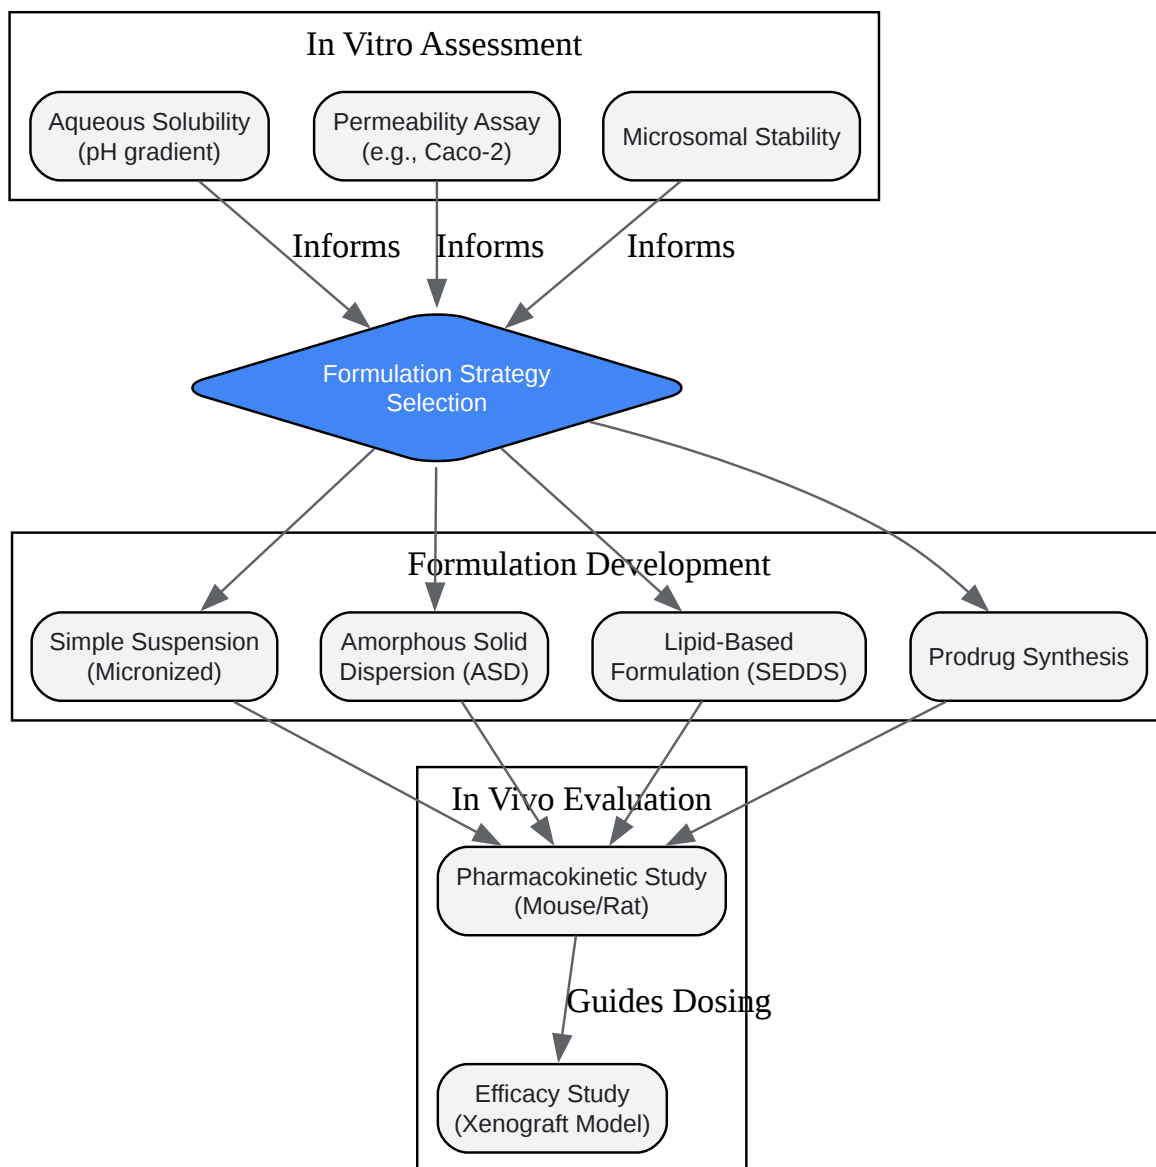 In Vitro Assessment
Aqueous Solubility
(pH gradient)
Permeability Assay
(e.g., Caco-2)
Microsomal Stability
Informs
Informs
Informs
Formulation Strategy
Selection
Formulation Development
Simple Suspension
(Micronized)
Amorphous Solid
Dispersion (ASD)
Lipid-Based
Formulation (SEDDS)
Prodrug Synthesis
In Vivo Evaluation
Pharmacokinetic Study
(Mouse/Rat)
Guides Dosing
Efficacy Study
(Xenograft Model)